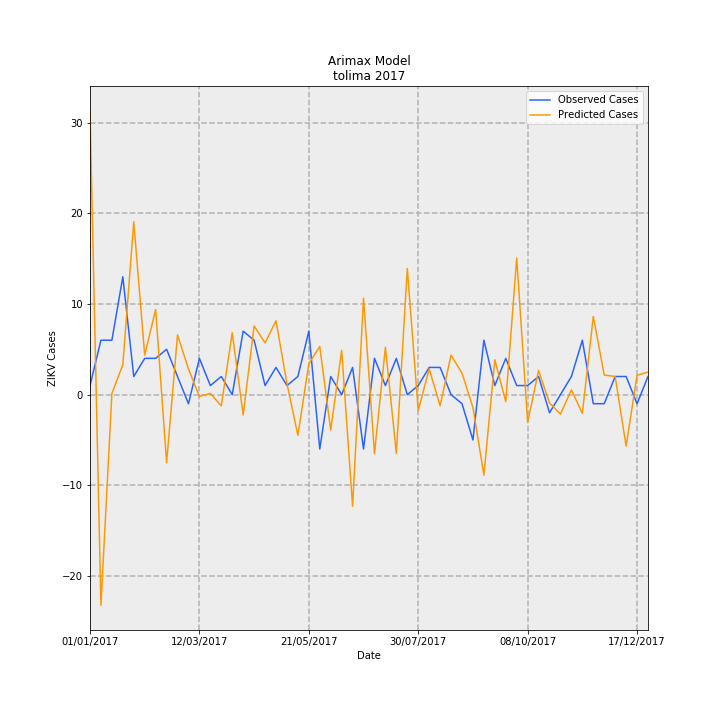 Arimax Model
tolima 2017
Observed Cases
Predicted Cases
30
20
10
0
−10
−20
ZIKV Cases
01/01/2017 12/03/2017 21/05/2017 30/07/2017 08/10/2017 17/12/2017
Date